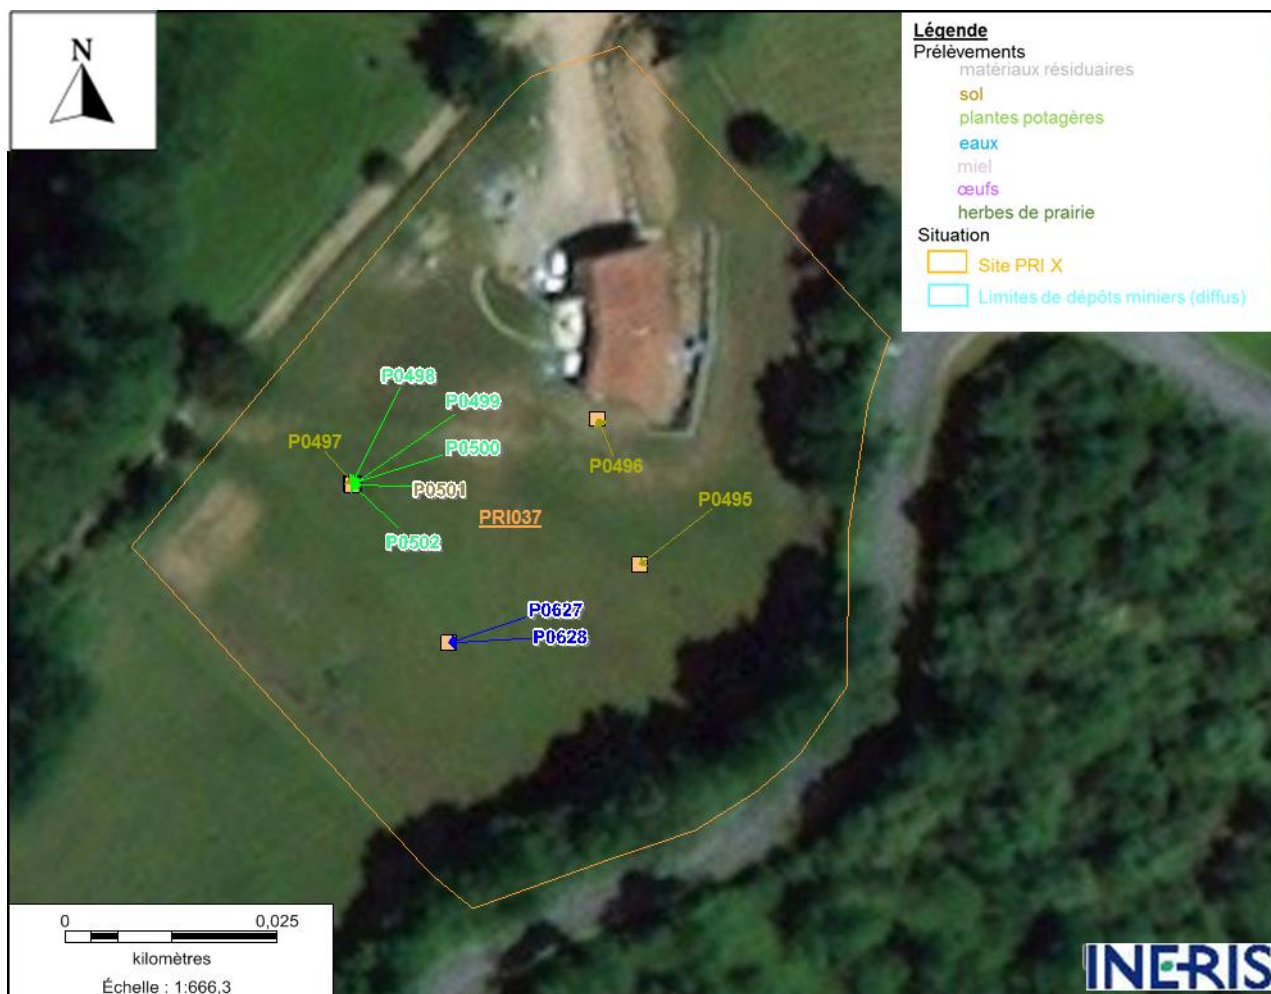 N
Légende
Prélèvements
matériaux résiduaires
sol
plantes potagères
eaux
miel
œufs
herbes de prairie
Situation
Site PRI X
Limites de dépôts miniers (diffus)
P0498
P0499
P0497
P0500
P0496
P0501
P0495
PRI037
P0502
P0627
P0628
0 0,025
kilomètres
Échelle : 1:666,3
INERIS